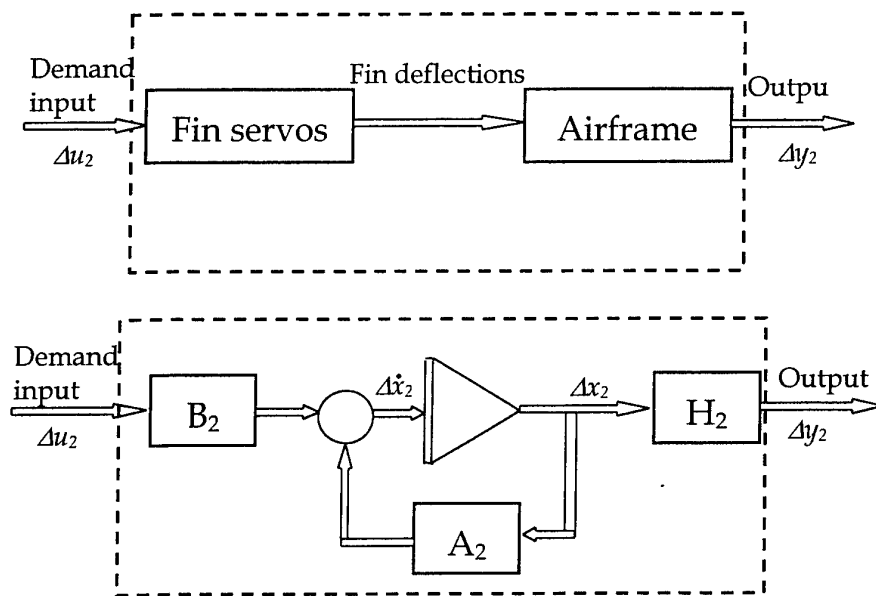 Demand
input
Δu₂
Fin servos
Fin deflections
Airframe
Outpu
Δy₂
Demand
input
Δu₂
B₂
Δẋ₂
Δx₂
A₂
H₂
Output
Δy₂